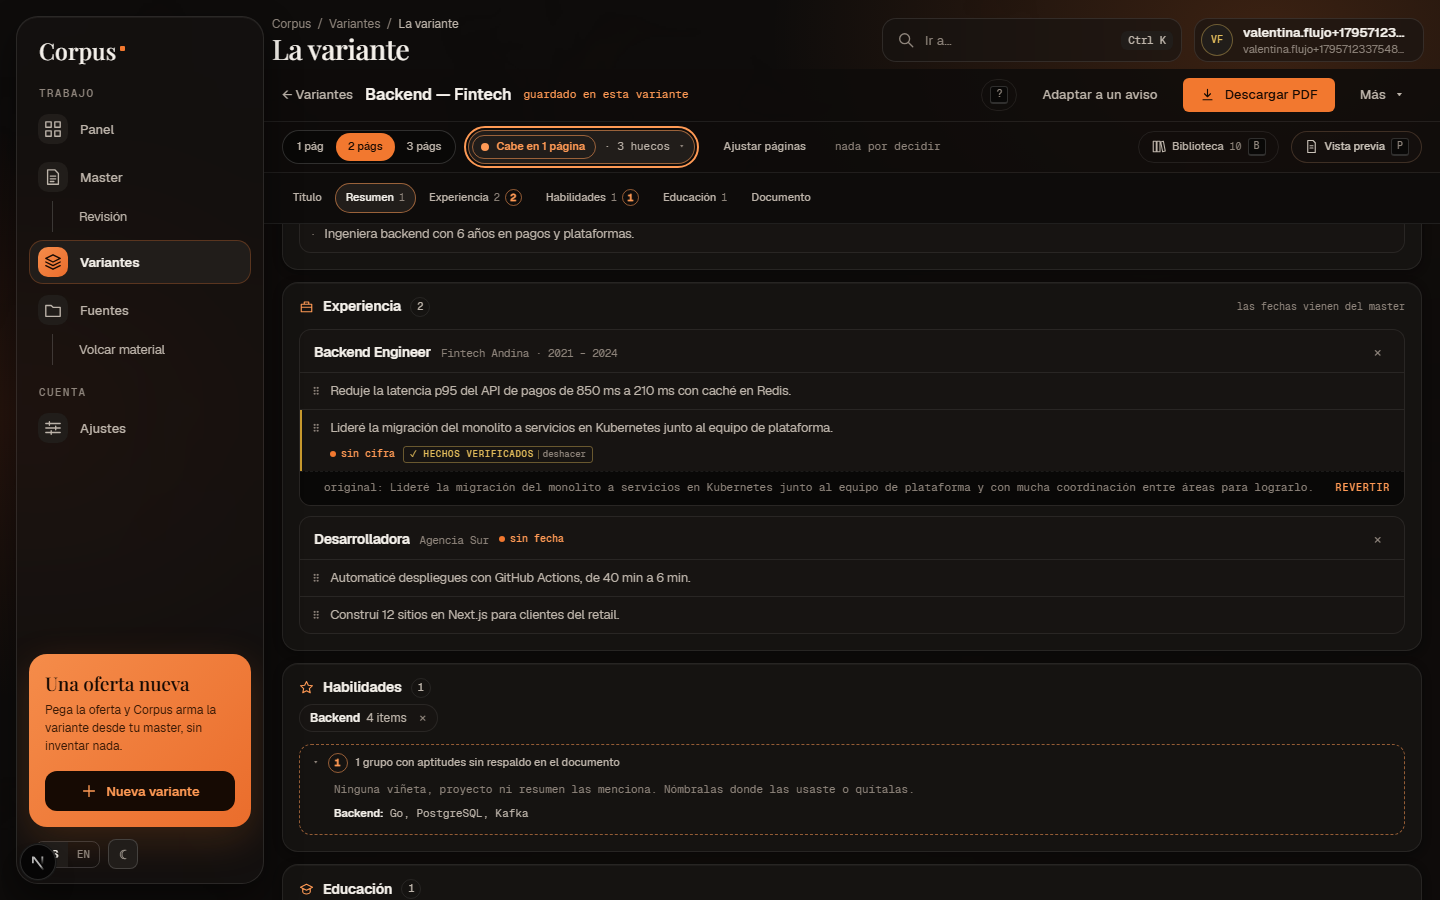 Corpus
TRABAJO
Panel
Master
Revisión
Variantes
Fuentes
Volcar material
CUENTA
Ajustes
Una oferta nueva
Pega la oferta y Corpus arma la
variante desde tu master, sin
inventar nada.
Nueva variante
EN
Corpus / Variantes / La variante
La variante
Ir a…
Ctrl K
VF
valentina.flujo+17957123…
valentina.flujo+1795712337548…
← Variantes
Backend — Fintech
guardado en esta variante
?
Adaptar a un aviso
Descargar PDF
Más
1 pág
2 págs
3 págs
Cabe en 1 página · 3 huecos
Ajustar páginas
nada por decidir
Biblioteca 10 B
Vista previa P
Título
Resumen 1
Experiencia 2 2
Habilidades 1 1
Educación 1
Documento
· Ingeniera backend con 6 años en pagos y plataformas.
Experiencia 2
las fechas vienen del master
Backend Engineer Fintech Andina · 2021 – 2024 ×
Reduje la latencia p95 del API de pagos de 850 ms a 210 ms con caché en Redis.
Lideré la migración del monolito a servicios en Kubernetes junto al equipo de plataforma.
sin cifra ✓ HECHOS VERIFICADOS | deshacer
original: Lideré la migración del monolito a servicios en Kubernetes junto al equipo de plataforma y con mucha coordinación entre áreas para lograrlo. REVERTIR
Desarrolladora Agencia Sur sin fecha ×
Automaticé despliegues con GitHub Actions, de 40 min a 6 min.
Construí 12 sitios en Next.js para clientes del retail.
Habilidades 1
Backend 4 items ×
1 1 grupo con aptitudes sin respaldo en el documento
Ninguna viñeta, proyecto ni resumen las menciona. Nómbralas donde las usaste o quítalas.
Backend: Go, PostgreSQL, Kafka
Educación 1